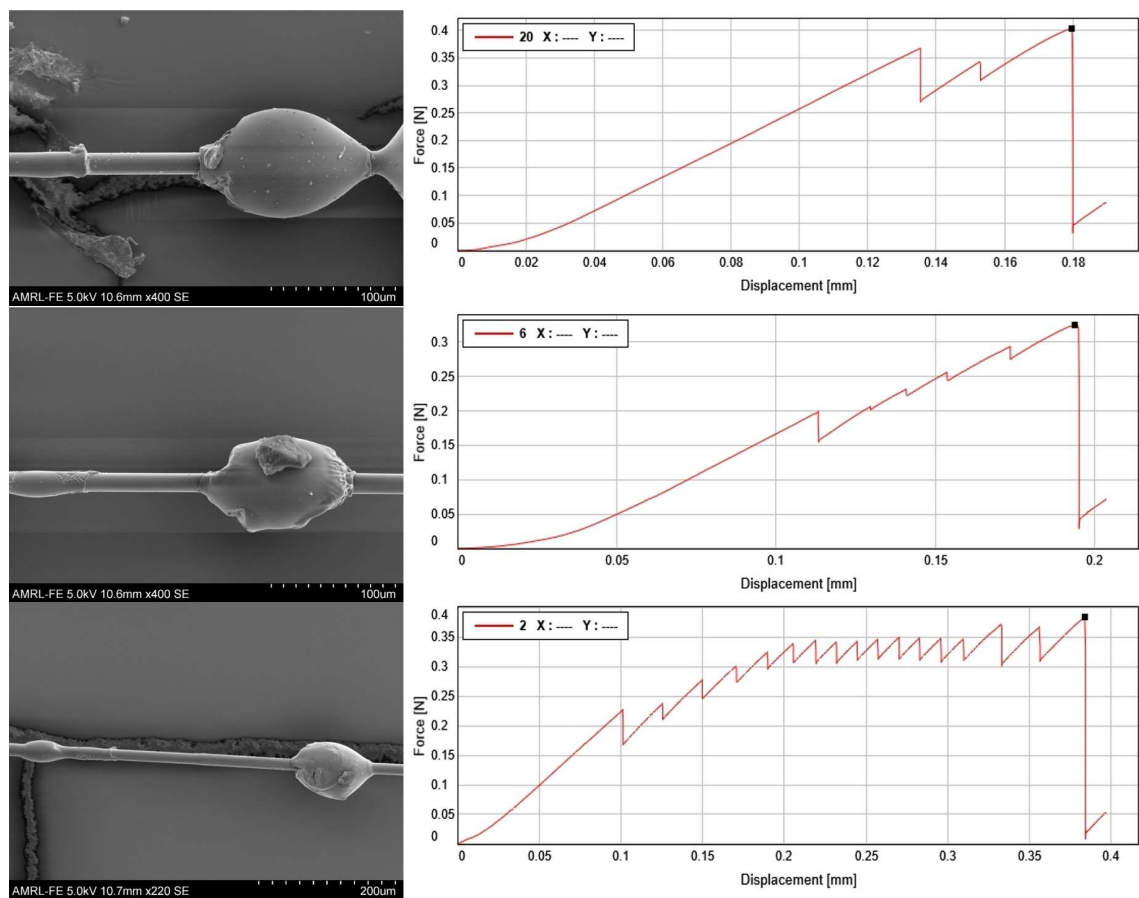 20 X : ---- Y : ----
Force [N]
0.4
0.35
0.3
0.25
0.2
0.15
0.1
0.05
0
0 0.02 0.04 0.06 0.08 0.1 0.12 0.14 0.16 0.18
Displacement [mm]
AMRL-FE 5.0kV 10.6mm x400 SE 100um
6 X : ---- Y : ----
Force [N]
0.3
0.25
0.2
0.15
0.1
0.05
0
0 0.05 0.1 0.15 0.2
Displacement [mm]
AMRL-FE 5.0kV 10.6mm x400 SE 100um
2 X : ---- Y : ----
Force [N]
0.4
0.35
0.3
0.25
0.2
0.15
0.1
0.05
0
0 0.05 0.1 0.15 0.2 0.25 0.3 0.35 0.4
Displacement [mm]
AMRL-FE 5.0kV 10.7mm x220 SE 200um